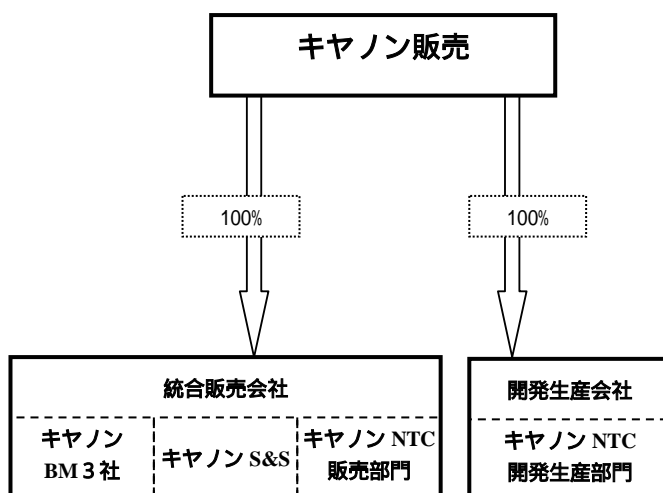 キヤノン販売
100%
100%
統合販売会社
キヤノン
BM３社
キヤノン S&S
キヤノン NTC
販売部門
開発生産会社
キヤノン NTC
開発生産部門